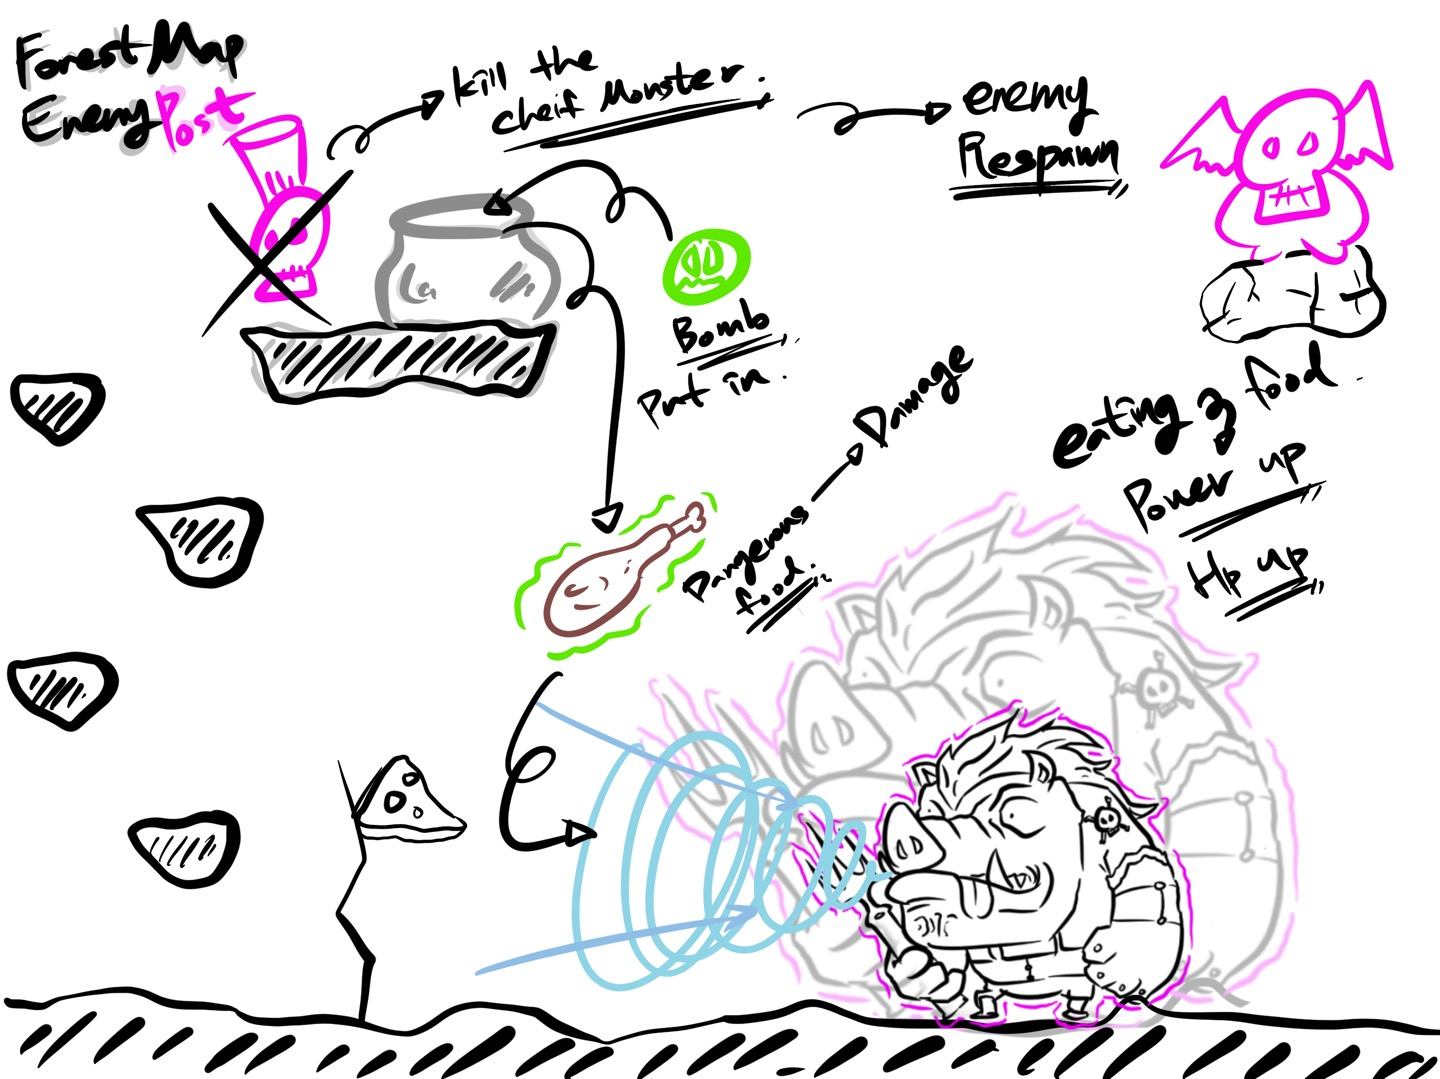 Forest Map
Enemy Post
kill the
cheif Monster.
enemy
Respawn
Bomb
Put in.
Damage
Dangerous
food.
eating food.
Power up
Hp up